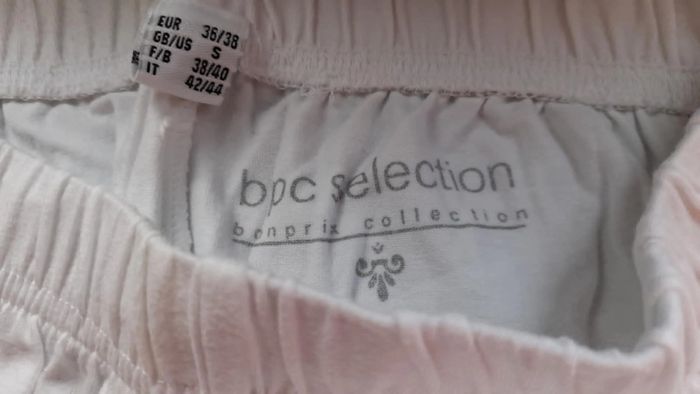 EUR 36/38
GB/US S
F/B 38/40
IT 42/44
bpc selection
bonprix collection